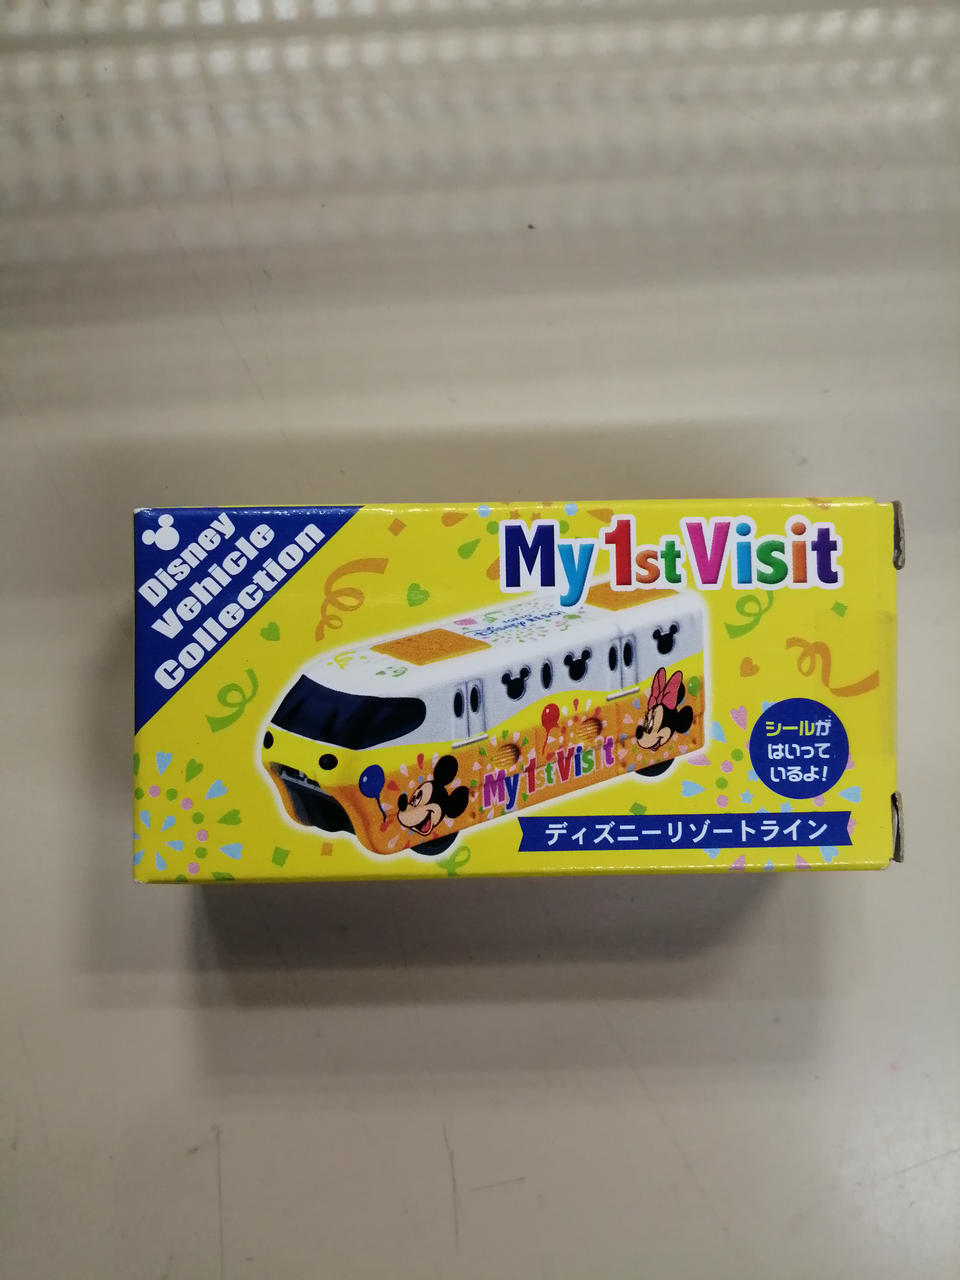 Disney
Vehicle
Collection
My 1st Visit
My 1st Visit
シールが
はいって
いるよ!
ディズニーリゾートライン